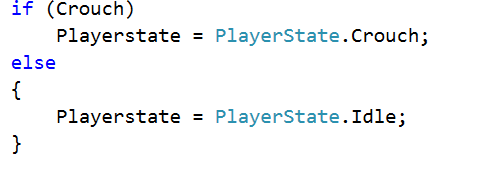 if (Crouch)
    Playerstate = PlayerState.Crouch;
else
{
    Playerstate = PlayerState.Idle;
}